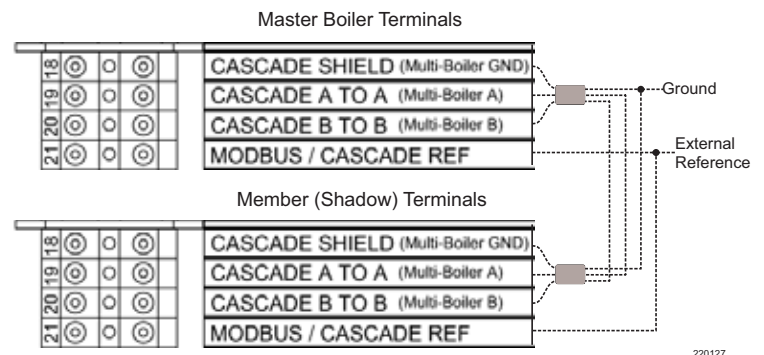 Master Boiler Terminals
18 CASCADE SHIELD (Multi-Boiler GND)
19 CASCADE A TO A (Multi-Boiler A)
20 CASCADE B TO B (Multi-Boiler B)
21 MODBUS / CASCADE REF
Ground
External
Reference
Member (Shadow) Terminals
18 CASCADE SHIELD (Multi-Boiler GND)
19 CASCADE A TO A (Multi-Boiler A)
20 CASCADE B TO B (Multi-Boiler B)
21 MODBUS / CASCADE REF
220127